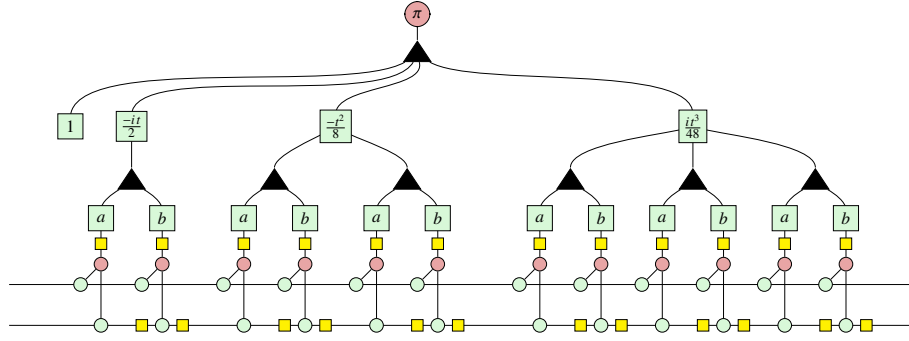 π
1 -it/2 -t²/8 it³/48
a b a b a b a b a b a b